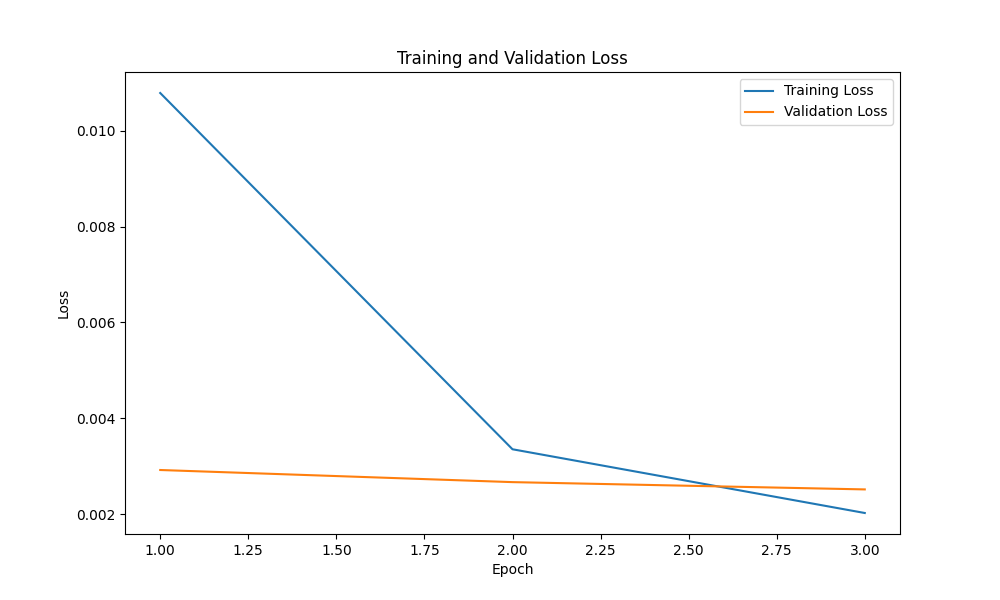 Training and Validation Loss
Training Loss
Validation Loss
0.010
0.008
0.006
0.004
0.002
Loss
1.00 1.25 1.50 1.75 2.00 2.25 2.50 2.75 3.00
Epoch